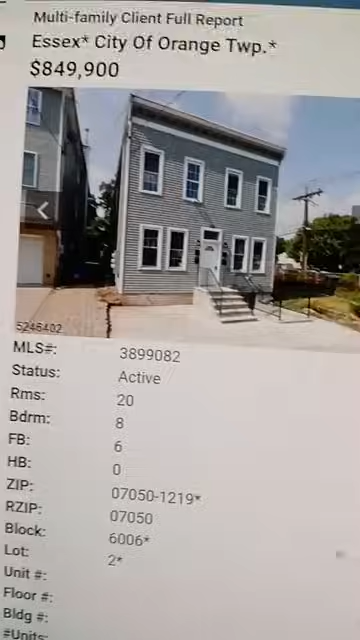 Multi-family Client Full Report
Essex* City Of Orange Twp.*
$849,900
5246402
MLS#: 3899082
Status: Active
Rms: 20
Bdrm: 8
FB: 6
HB: 0
ZIP: 07050-1219*
RZIP: 07050
Block: 6006*
Lot: 2*
Unit #:
Floor #:
Bldg #:
#Units: